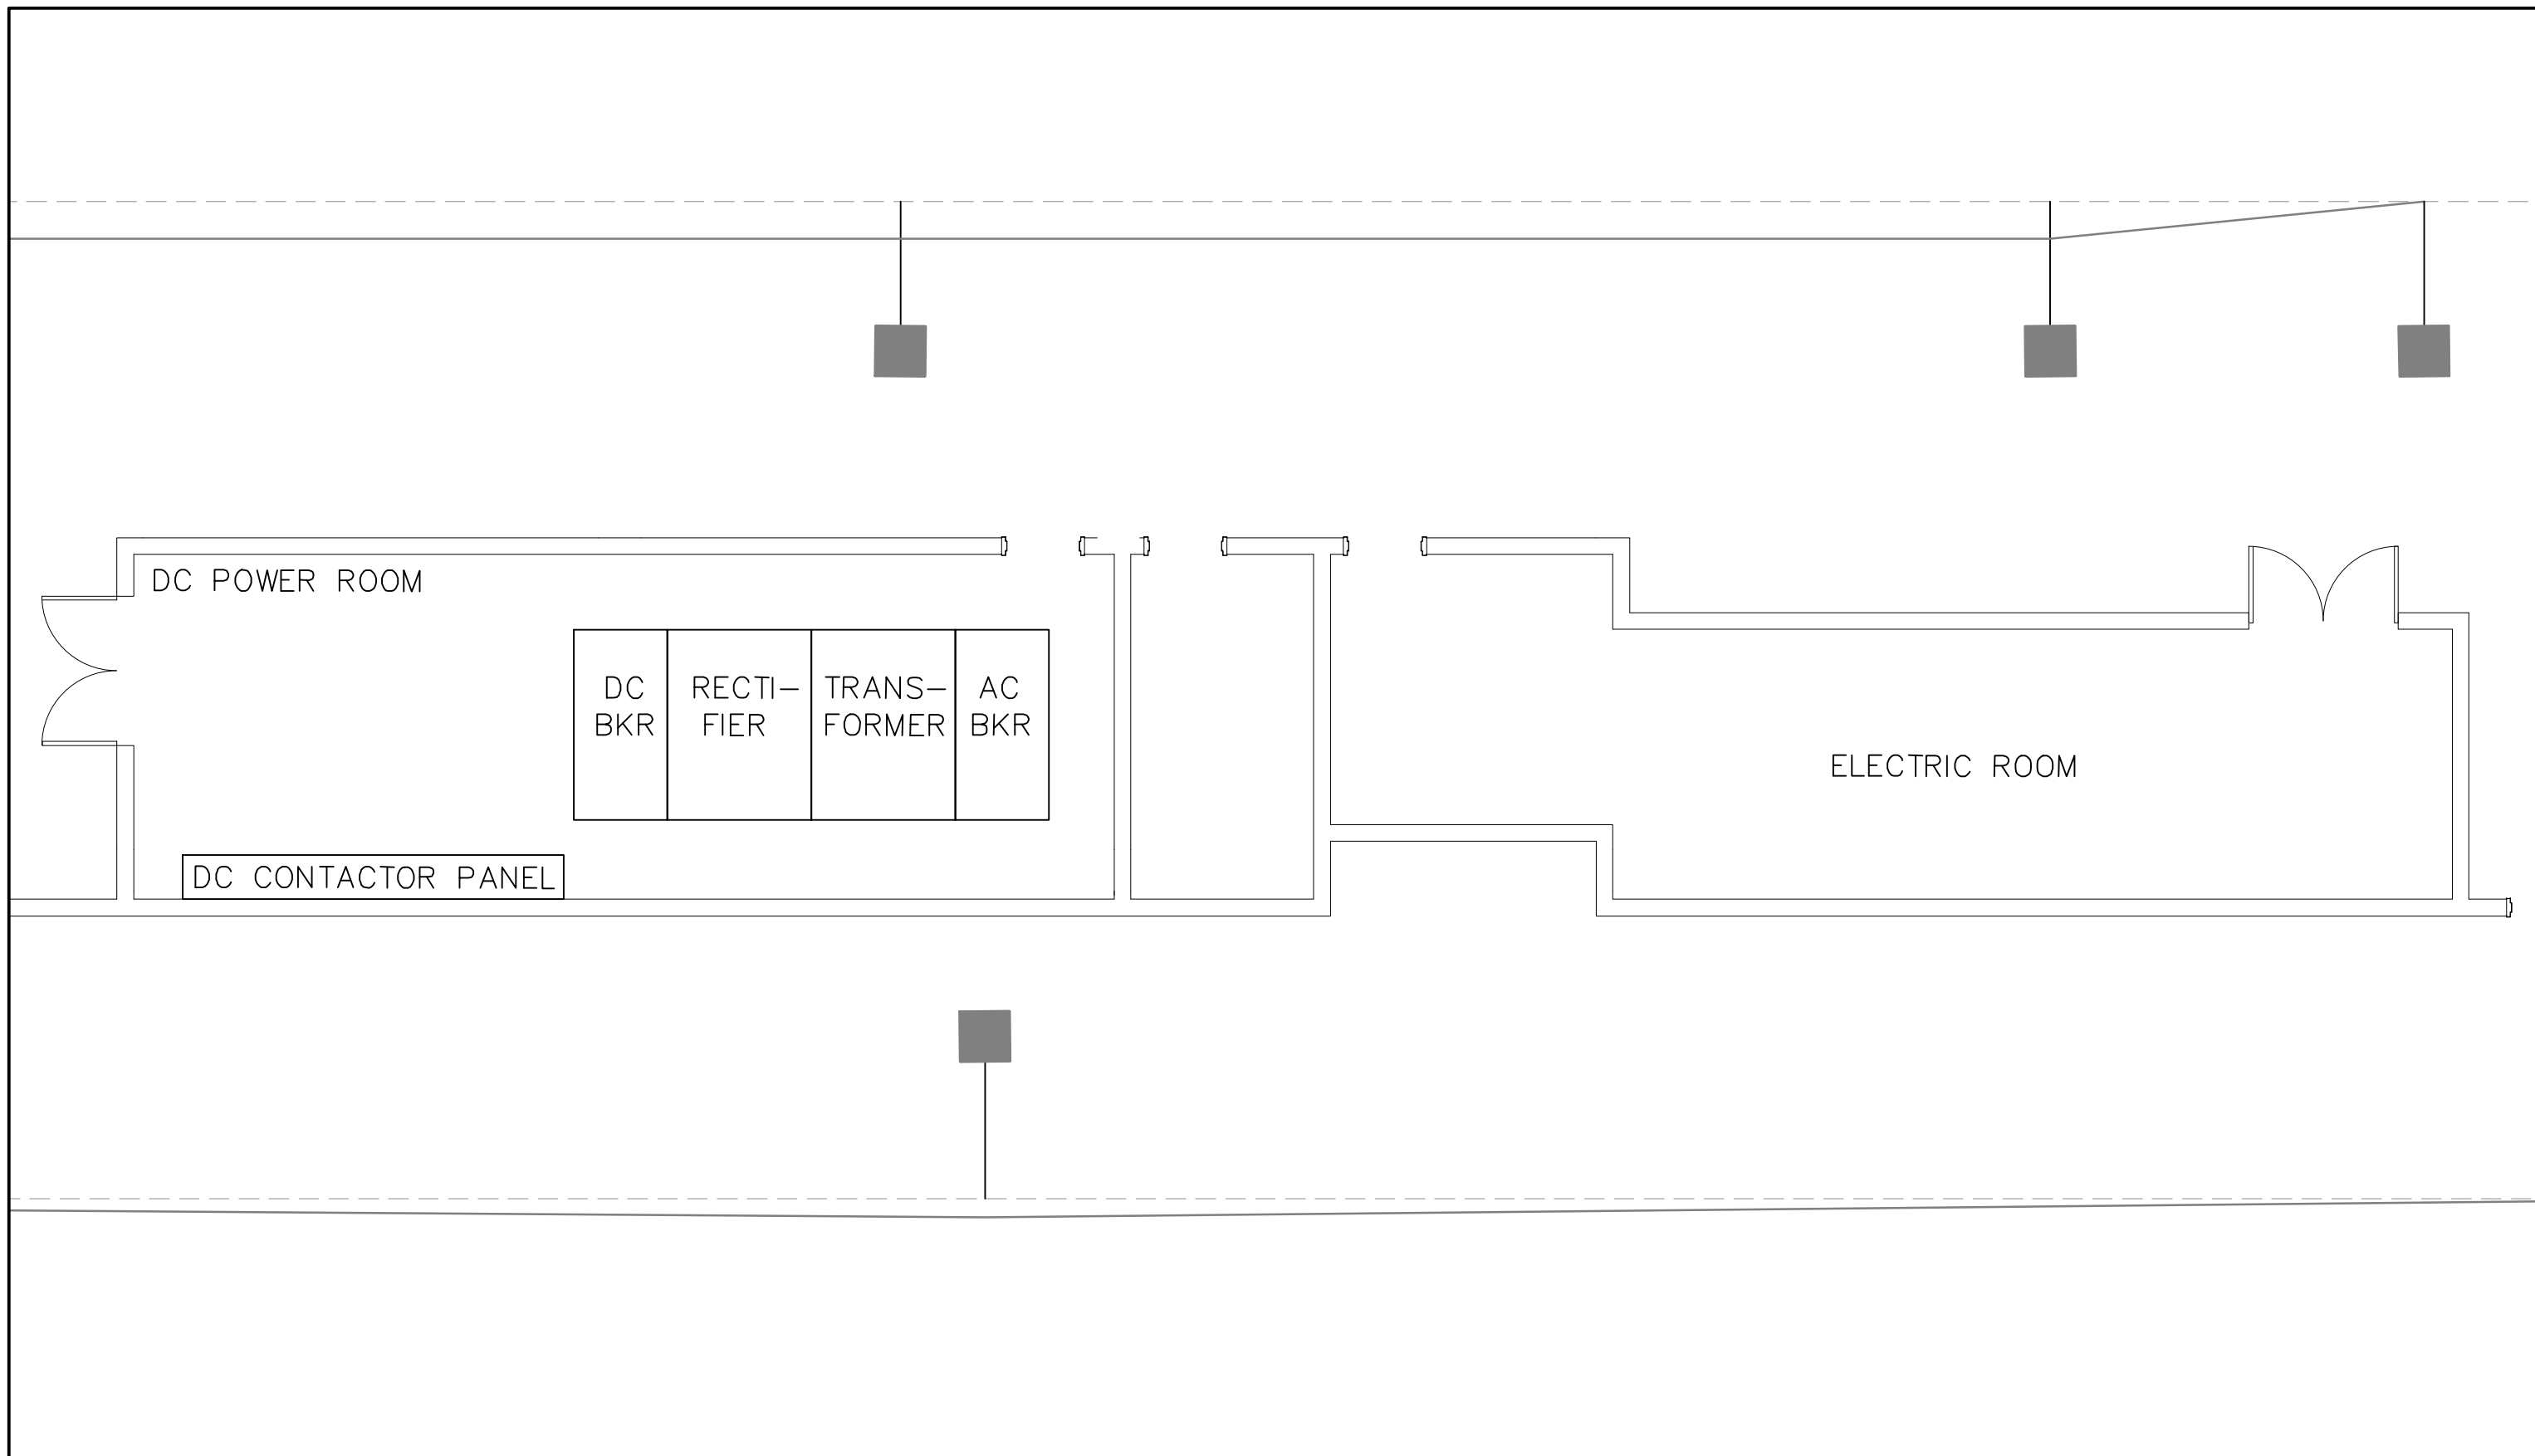 DC POWER ROOM
DC
BKR
RECTI-
FIER
TRANS-
FORMER
AC
BKR
ELECTRIC ROOM
DC CONTACTOR PANEL